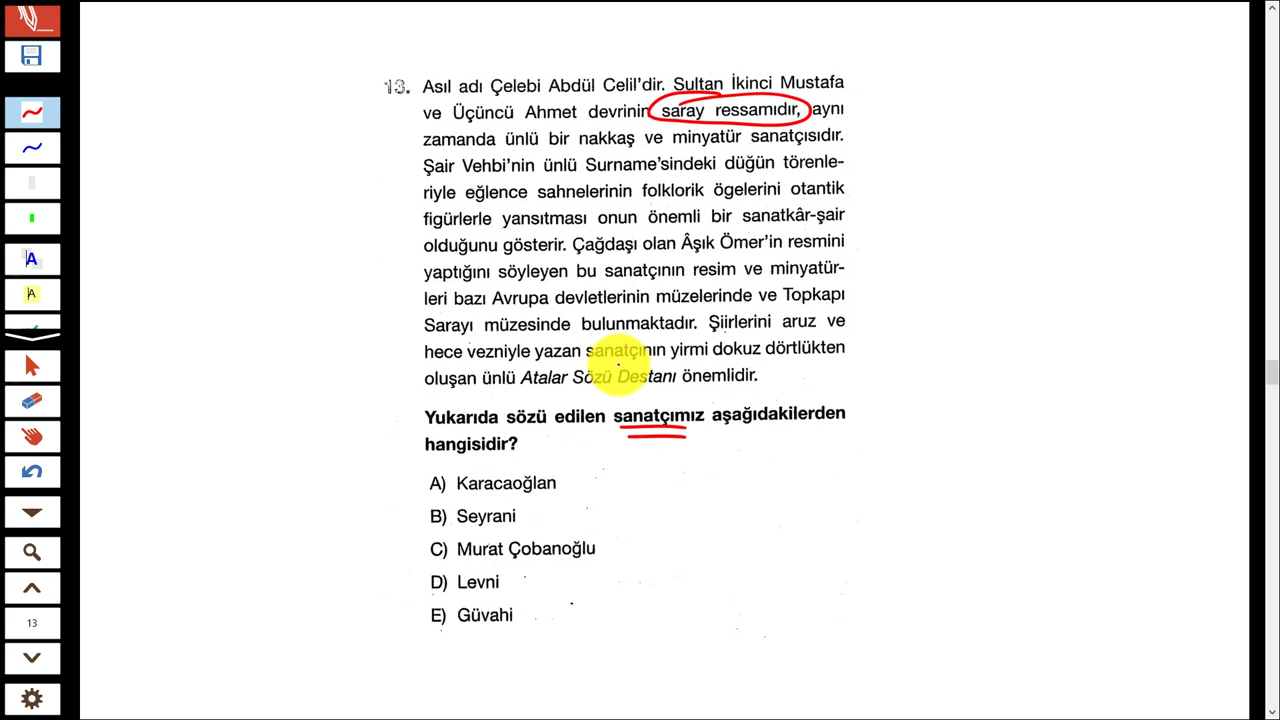 13. Asıl adı Çelebi Abdül Celil'dir. Sultan İkinci Mustafa
ve Üçüncü Ahmet devrinin saray ressamıdır, aynı
zamanda ünlü bir nakkaş ve minyatür sanatçısıdır.
Şair Vehbi'nin ünlü Surname'sindeki düğün törenle-
riyle eğlence sahnelerinin folklorik ögelerini otantik
figürlerle yansıtması onun önemli bir sanatkâr-şair
olduğunu gösterir. Çağdaşı olan Âşık Ömer'in resmini
yaptığını söyleyen bu sanatçının resim ve minyatür-
leri bazı Avrupa devletlerinin müzelerinde ve Topkapı
Sarayı müzesinde bulunmaktadır. Şiirlerini aruz ve
hece vezniyle yazan sanatçının yirmi dokuz dörtlükten
oluşan ünlü Atalar Sözü Destanı önemlidir.
Yukarıda sözü edilen sanatçımız aşağıdakilerden
hangisidir?
A) Karacaoğlan
B) Seyrani
C) Murat Çobanoğlu
D) Levni
E) Güvahi
A
A
13